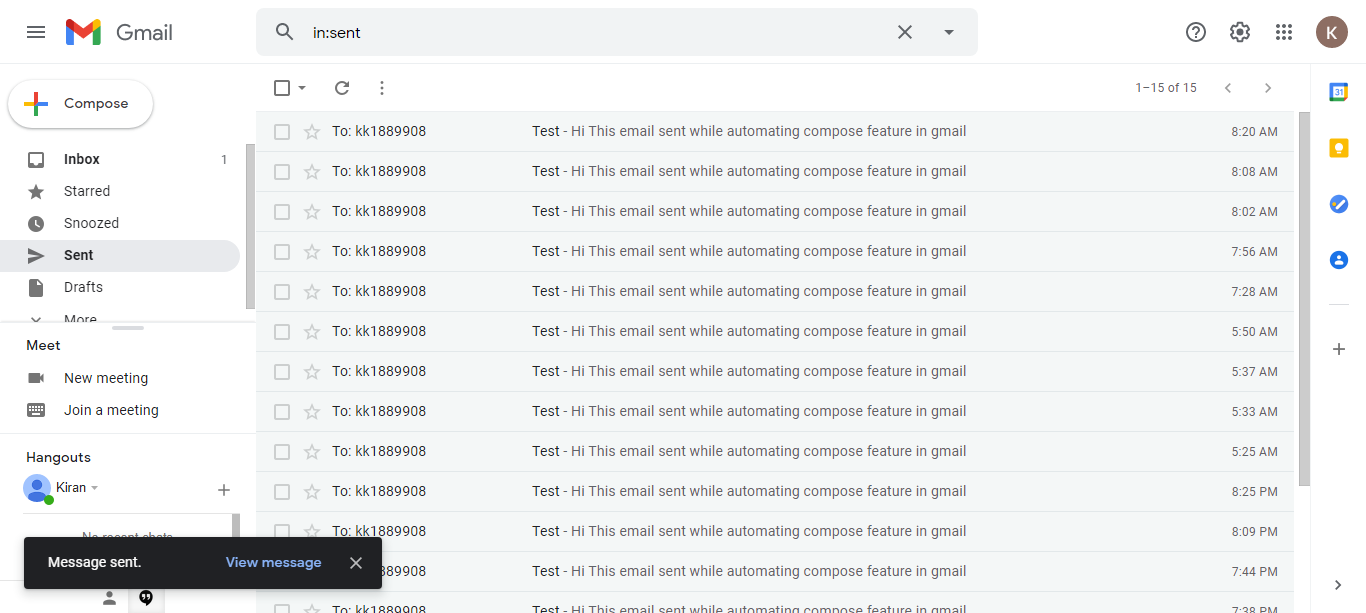 Gmail
in:sent
K
Compose
1–15 of 15
31
Inbox 1
Starred
Snoozed
Sent
Drafts
More
Meet
New meeting
Join a meeting
Hangouts
Kiran
No recent chats
Message sent. View message
To: kk1889908 Test - Hi This email sent while automating compose feature in gmail 8:20 AM
To: kk1889908 Test - Hi This email sent while automating compose feature in gmail 8:08 AM
To: kk1889908 Test - Hi This email sent while automating compose feature in gmail 8:02 AM
To: kk1889908 Test - Hi This email sent while automating compose feature in gmail 7:56 AM
To: kk1889908 Test - Hi This email sent while automating compose feature in gmail 7:28 AM
To: kk1889908 Test - Hi This email sent while automating compose feature in gmail 5:50 AM
To: kk1889908 Test - Hi This email sent while automating compose feature in gmail 5:37 AM
To: kk1889908 Test - Hi This email sent while automating compose feature in gmail 5:33 AM
To: kk1889908 Test - Hi This email sent while automating compose feature in gmail 5:25 AM
To: kk1889908 Test - Hi This email sent while automating compose feature in gmail 8:25 PM
To: kk1889908 Test - Hi This email sent while automating compose feature in gmail 8:09 PM
89908 Test - Hi This email sent while automating compose feature in gmail 7:44 PM
To: kk1889908 Test - Hi This email sent while automating compose feature in gmail 7:38 PM